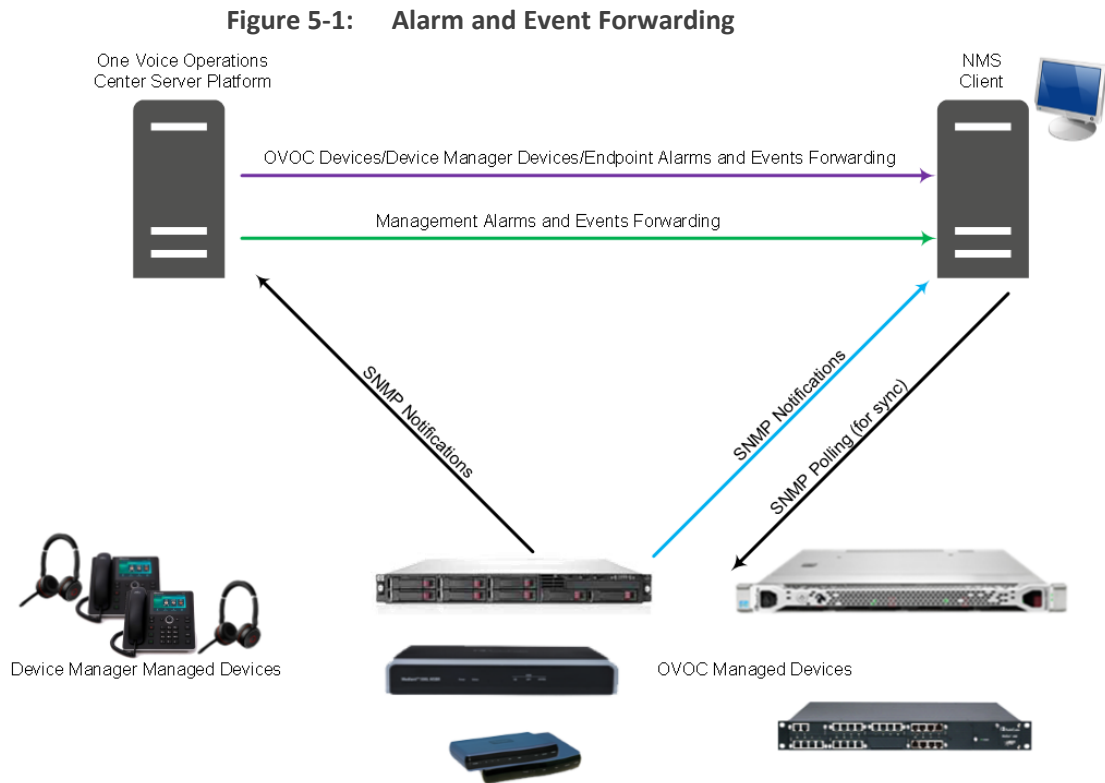 Figure 5-1: Alarm and Event Forwarding
One Voice Operations
Center Server Platform
NMS
Client
OVOC Devices/Device Manager Devices/Endpoint Alarms and Events Forwarding
Management Alarms and Events Forwarding
SNMP Notifications
SNMP Notifications
SNMP Polling (for sync)
Device Manager Managed Devices
OVOC Managed Devices